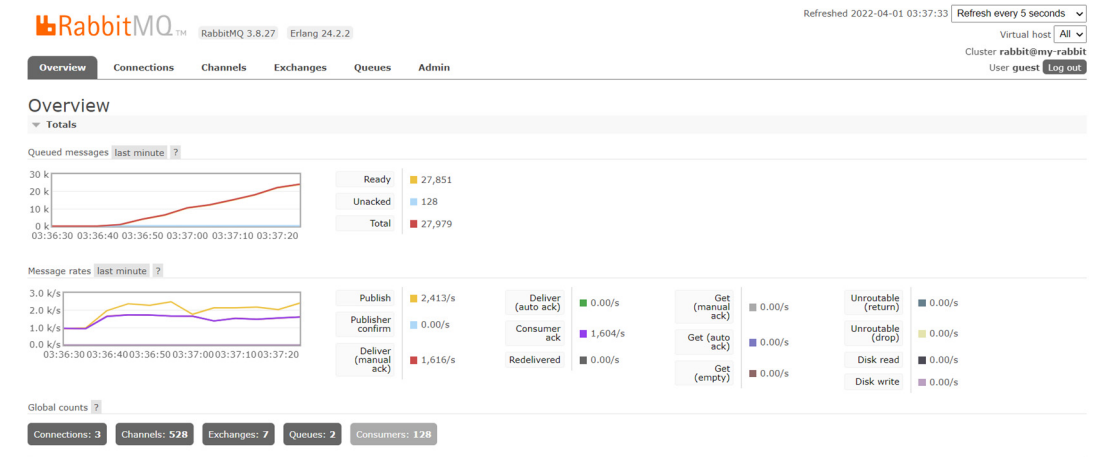 Refreshed 2022-04-01 03:37:33 Refresh every 5 seconds
RabbitMQ TM RabbitMQ 3.8.27 Erlang 24.2.2
Virtual host All
Cluster rabbit@my-rabbit
User guest Log out
Overview Connections Channels Exchanges Queues Admin
Overview
Totals
Queued messages last minute ?
30 k
20 k
10 k
0 k
03:36:30 03:36:40 03:36:50 03:37:00 03:37:10 03:37:20
Ready 27,851
Unacked 128
Total 27,979
Message rates last minute ?
3.0 k/s
2.0 k/s
1.0 k/s
0.0 k/s
03:36:30 03:36:40 03:36:50 03:37:00 03:37:10 03:37:20
Publish 2,413/s
Publisher
confirm 0.00/s
Deliver
(manual 1,616/s
ack)
Deliver
(auto ack) 0.00/s
Consumer
ack 1,604/s
Redelivered 0.00/s
Get
(manual 0.00/s
ack)
Get (auto
ack) 0.00/s
Get
(empty) 0.00/s
Unroutable
(return) 0.00/s
Unroutable
(drop) 0.00/s
Disk read 0.00/s
Disk write 0.00/s
Global counts ?
Connections: 3 Channels: 528 Exchanges: 7 Queues: 2 Consumers: 128